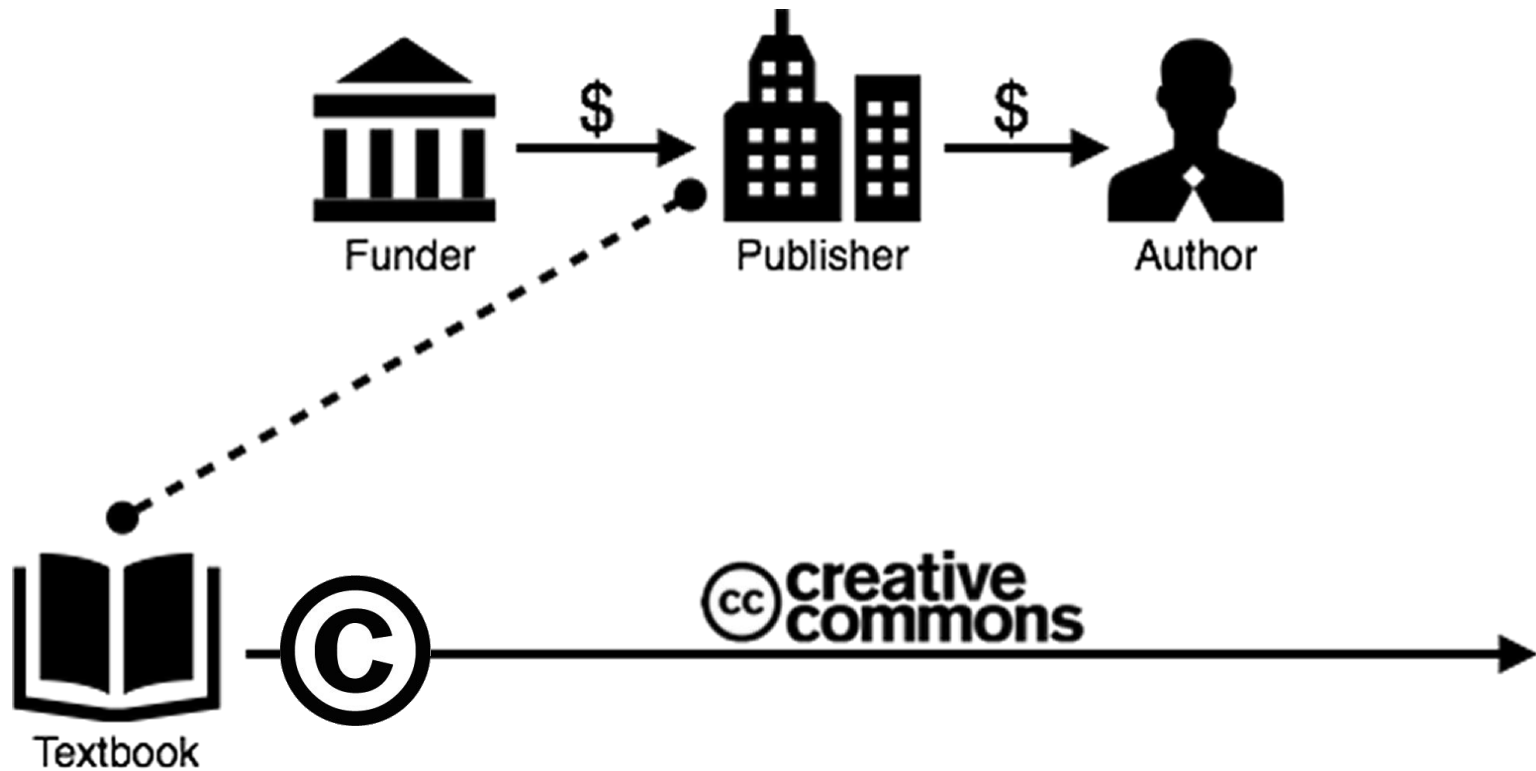 $ $
Funder Publisher Author
cc creative
commons
©
Textbook